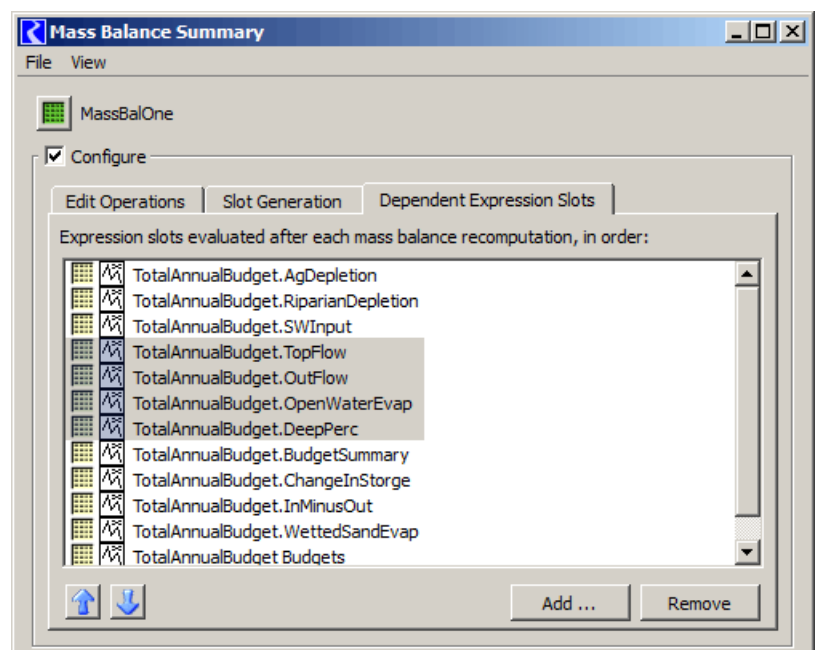 Mass Balance Summary
File View
MassBalOne
Configure
Edit Operations Slot Generation Dependent Expression Slots
Expression slots evaluated after each mass balance recomputation, in order:
TotalAnnualBudget.AgDepletion
TotalAnnualBudget.RiparianDepletion
TotalAnnualBudget.SWInput
TotalAnnualBudget.TopFlow
TotalAnnualBudget.OutFlow
TotalAnnualBudget.OpenWaterEvap
TotalAnnualBudget.DeepPerc
TotalAnnualBudget.BudgetSummary
TotalAnnualBudget.ChangeInStorge
TotalAnnualBudget.InMinusOut
TotalAnnualBudget.WettedSandEvap
TotalAnnualBudget Budgets
Add ... Remove